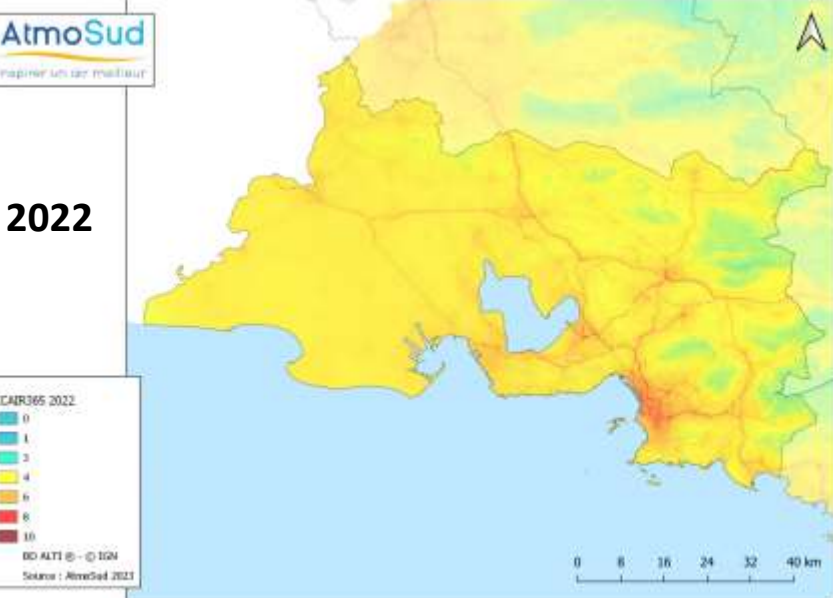 AtmoSud
Inspirer un air meilleur
2022
ICAIR365 2022
0
1
3
4
6
8
10
BD ALTI ® - © IGN
Source : AtmoSud 2023
0 8 16 24 32 40 km